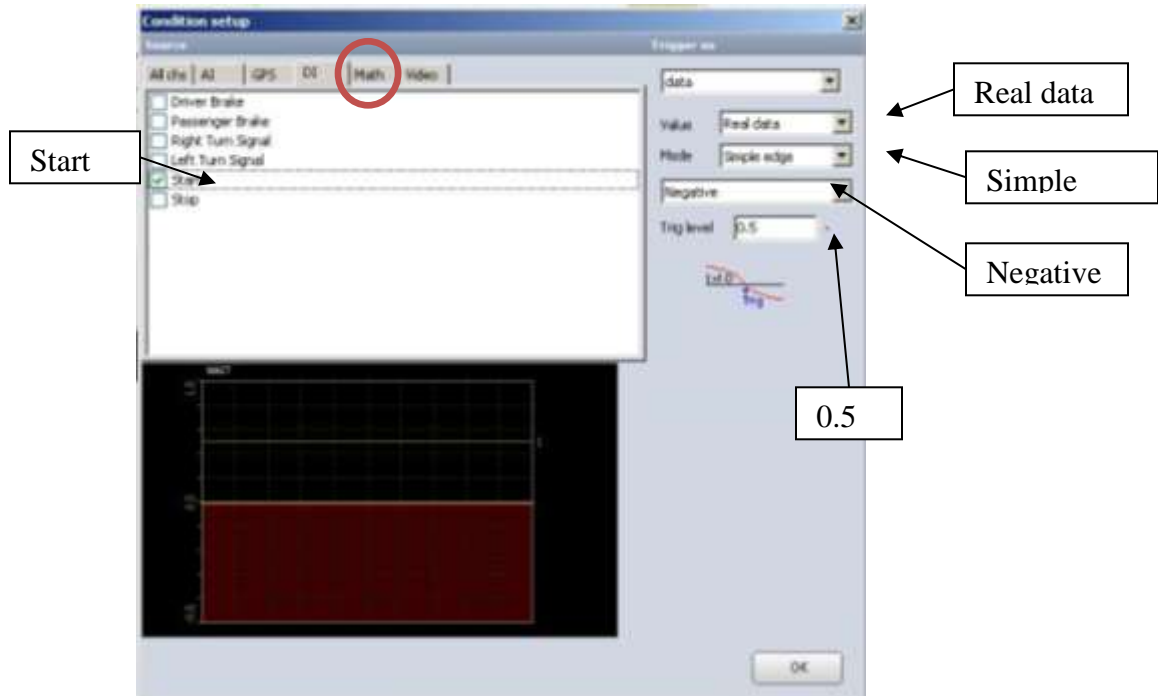 Condition setup
Source
Trigger on
All chs AI GPS DI Math Video
data
Driver Brake
Passenger Brake
Right Turn Signal
Left Turn Signal
Start
Stop
Value Real data
Mode Simple edge
Negative
Trig level 0.5
Trig
OK
Start
Real data
Simple
Negative
0.5